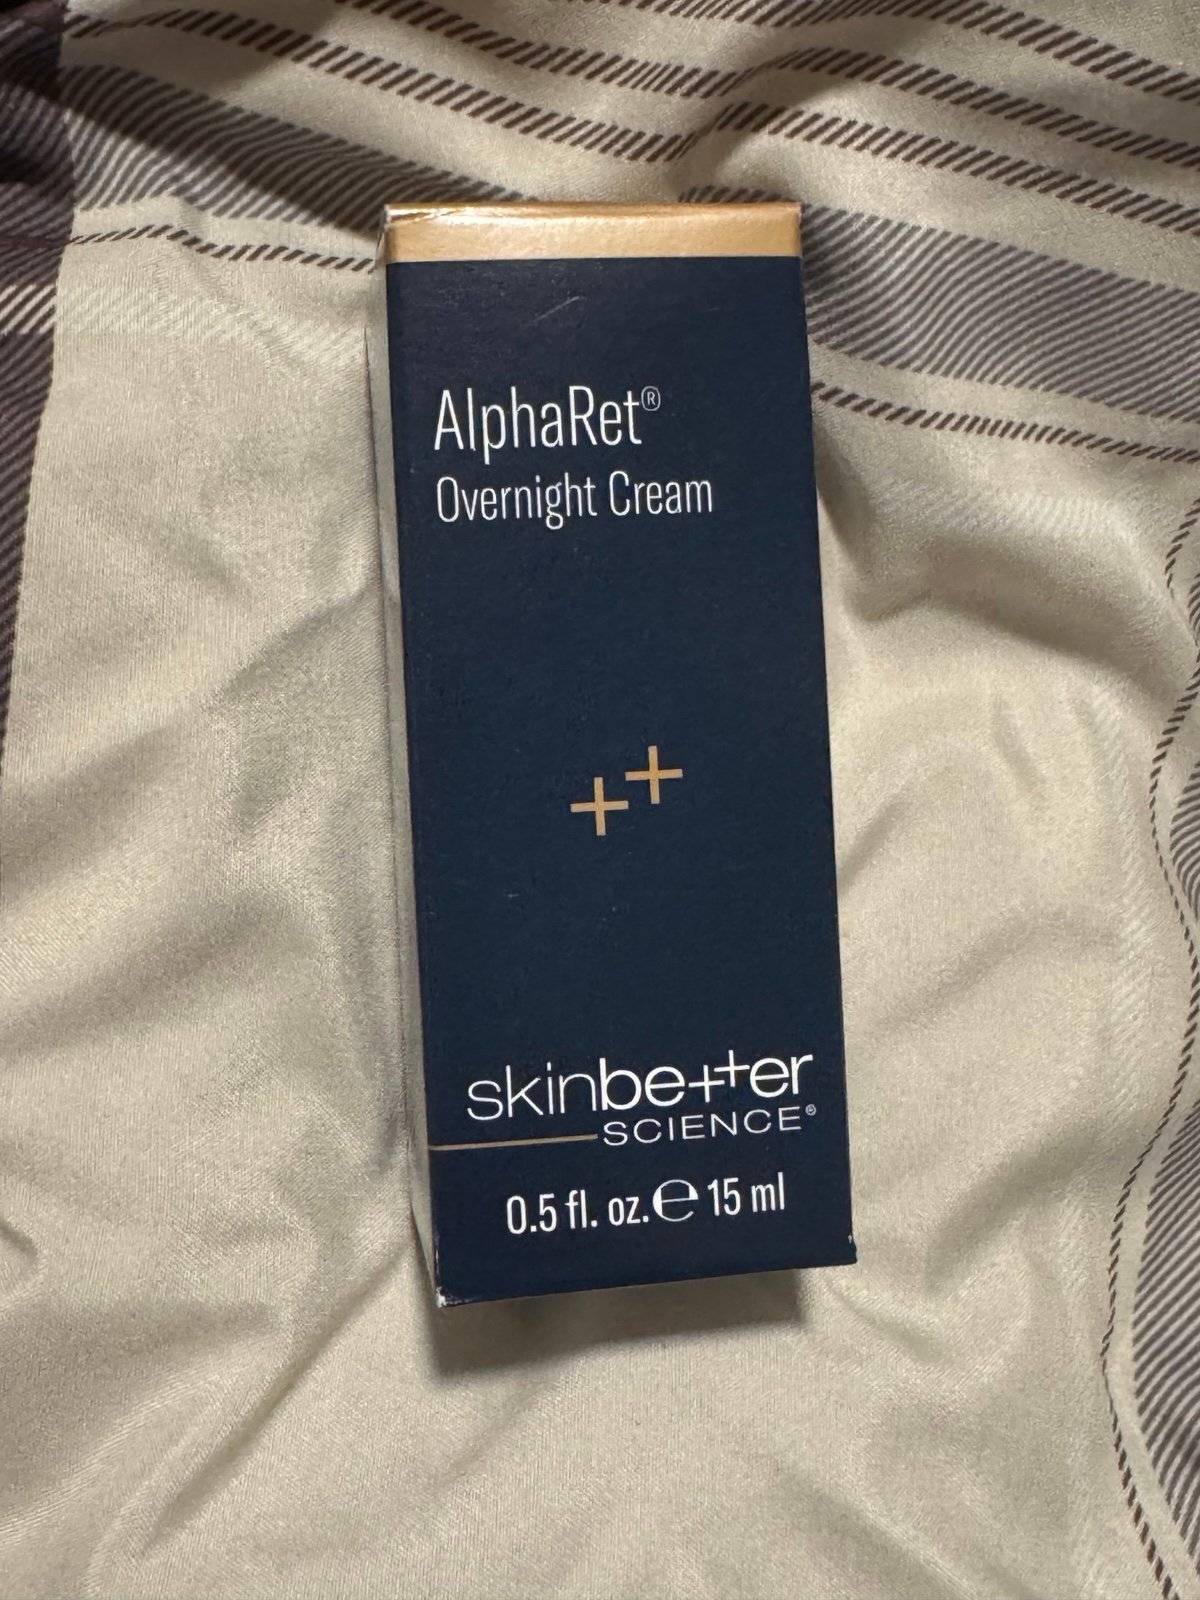 AlphaRet®
Overnight Cream
skinbetter
SCIENCE®
0.5 fl. oz. ℮ 15 ml